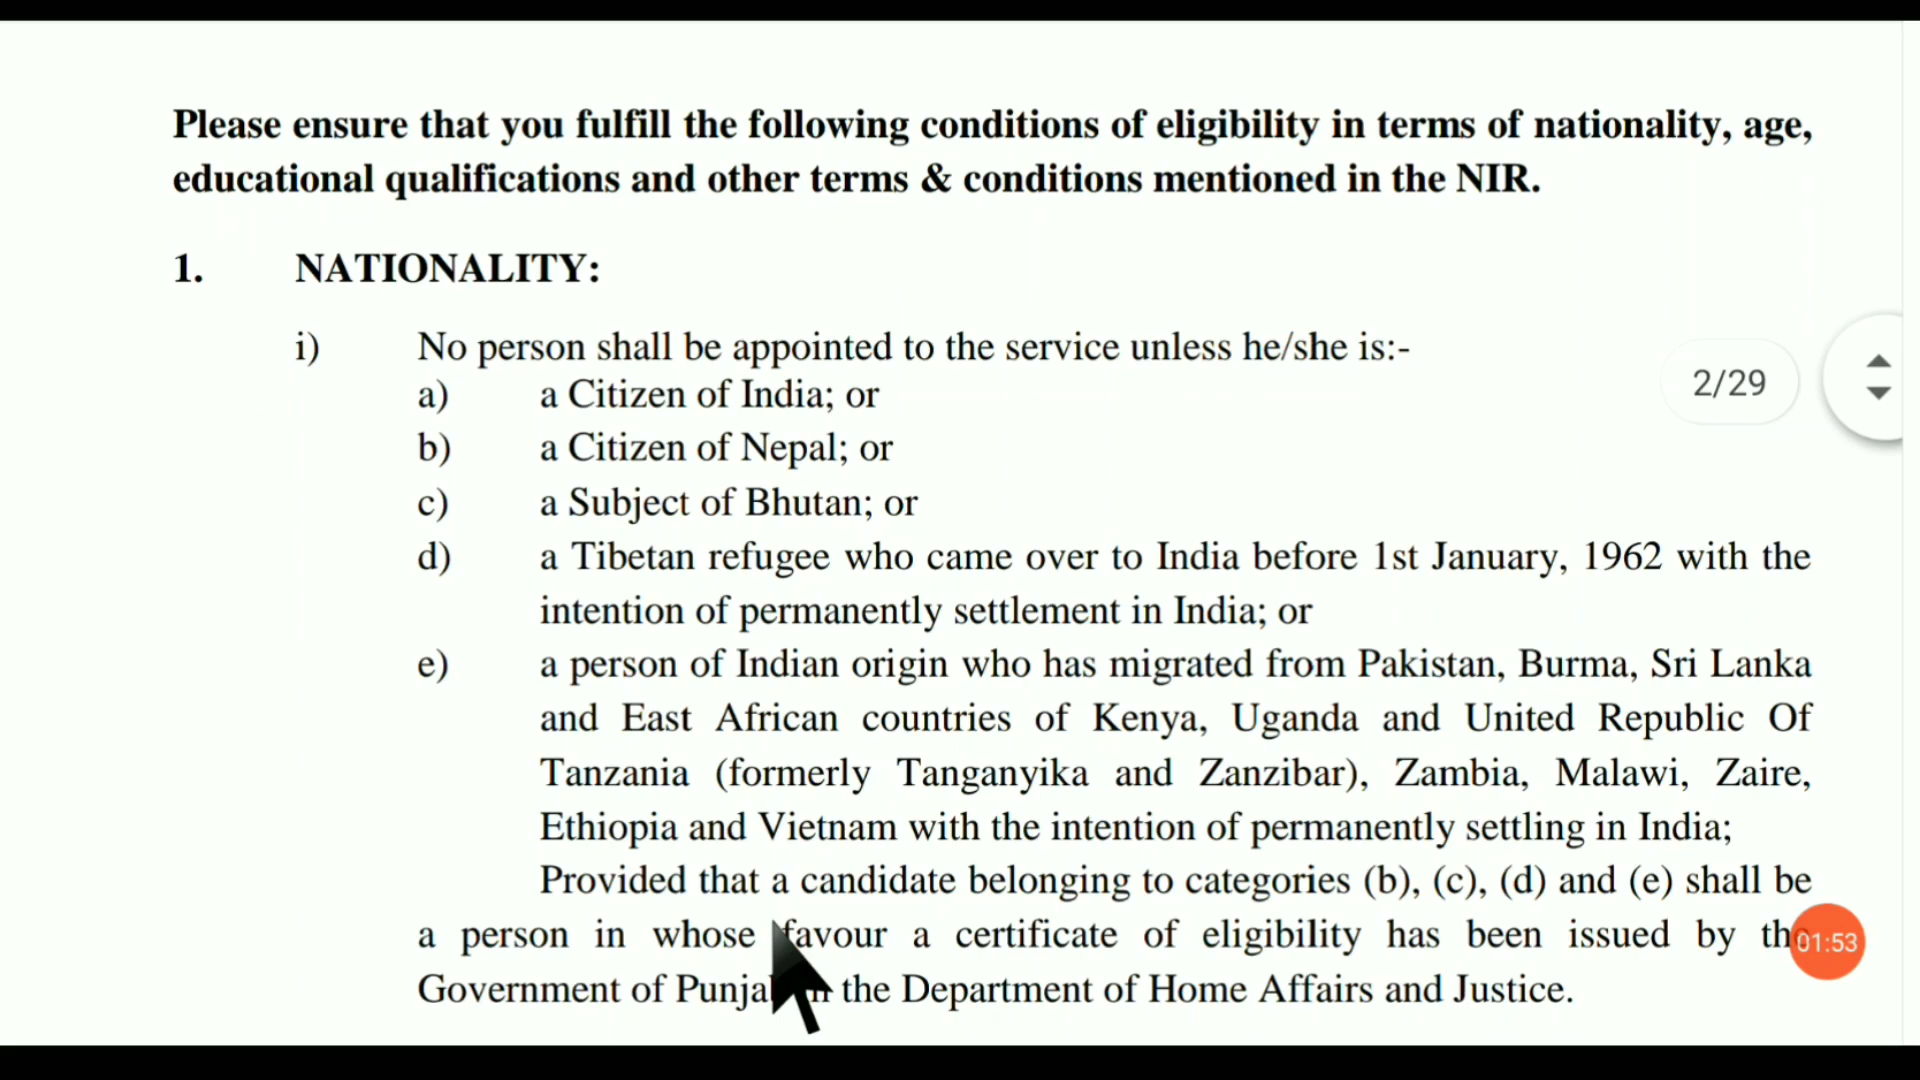 Please ensure that you fulfill the following conditions of eligibility in terms of nationality, age,
educational qualifications and other terms & conditions mentioned in the NIR.
1. NATIONALITY:
i) No person shall be appointed to the service unless he/she is:-
a) a Citizen of India; or
2/29
b) a Citizen of Nepal; or
c) a Subject of Bhutan; or
d) a Tibetan refugee who came over to India before 1st January, 1962 with the
intention of permanently settlement in India; or
e) a person of Indian origin who has migrated from Pakistan, Burma, Sri Lanka
and East African countries of Kenya, Uganda and United Republic Of
Tanzania (formerly Tanganyika and Zanzibar), Zambia, Malawi, Zaire,
Ethiopia and Vietnam with the intention of permanently settling in India;
Provided that a candidate belonging to categories (b), (c), (d) and (e) shall be
a person in whose favour a certificate of eligibility has been issued by the
01:53
Government of the Department of Home Affairs and Justice.